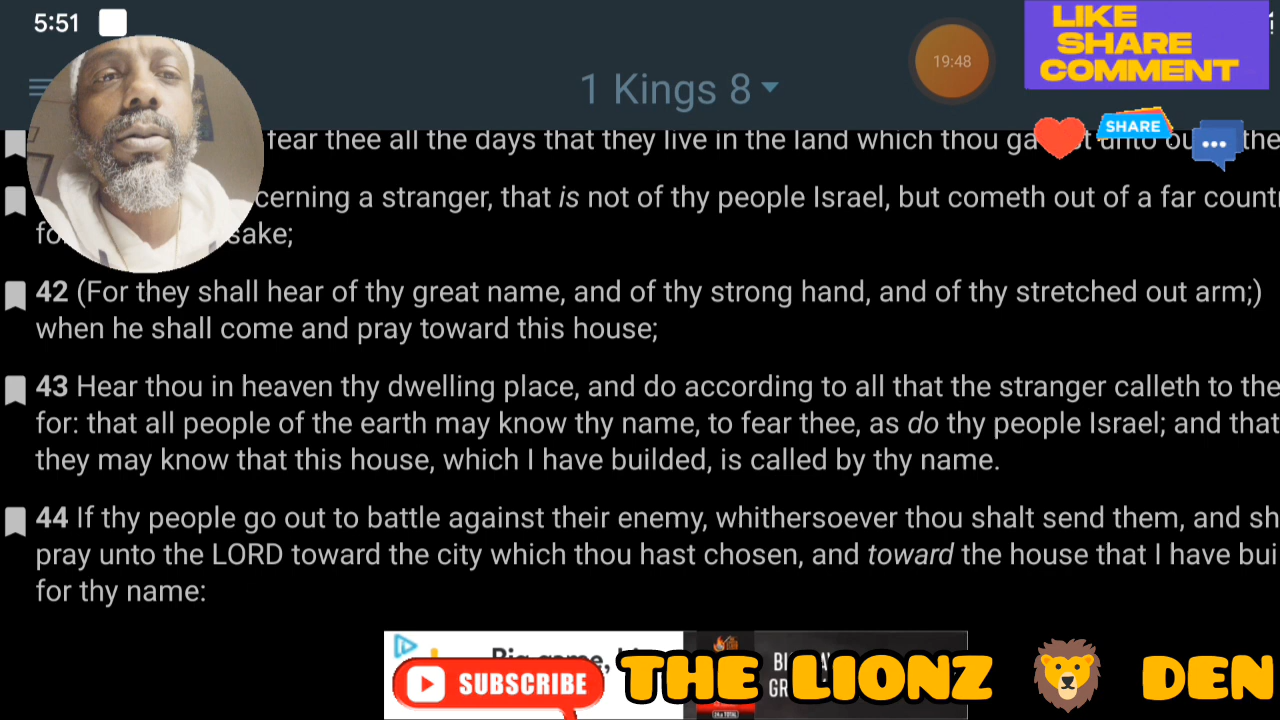 5:51
19:48
LIKE
SHARE
COMMENT
1 Kings 8
SHARE
fear thee all the days that they live in the land which thou unto
cerning a stranger, that is not of thy people Israel, but cometh out of a far countr
sake;
42 (For they shall hear of thy great name, and of thy strong hand, and of thy stretched out arm;)
when he shall come and pray toward this house;
43 Hear thou in heaven thy dwelling place, and do according to all that the stranger calleth to the
for: that all people of the earth may know thy name, to fear thee, as do thy people Israel; and that
they may know that this house, which I have builded, is called by thy name.
44 If thy people go out to battle against their enemy, whithersoever thou shalt send them, and sh
pray unto the LORD toward the city which thou hast chosen, and toward the house that I have bui
for thy name:
SUBSCRIBE
THE LIONZ DEN